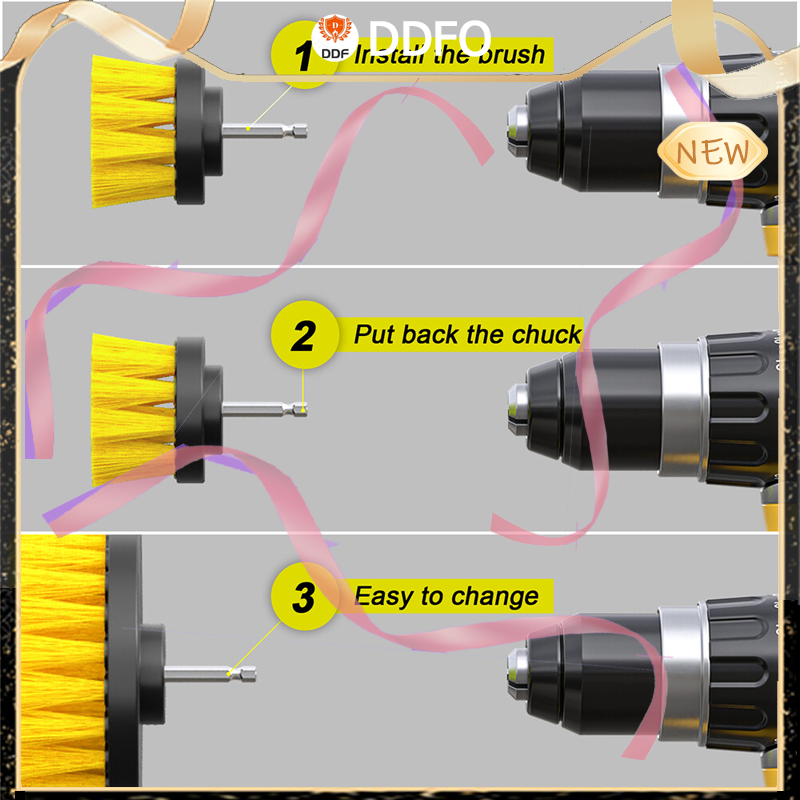 DDFO
DDF
1 Install the brush
NEW
2 Put back the chuck
3 Easy to change